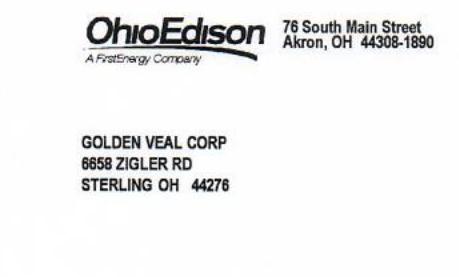 OhioEdison
A FirstEnergy Company
76 South Main Street
Akron, OH 44308-1890
GOLDEN VEAL CORP
6658 ZIGLER RD
STERLING OH 44276